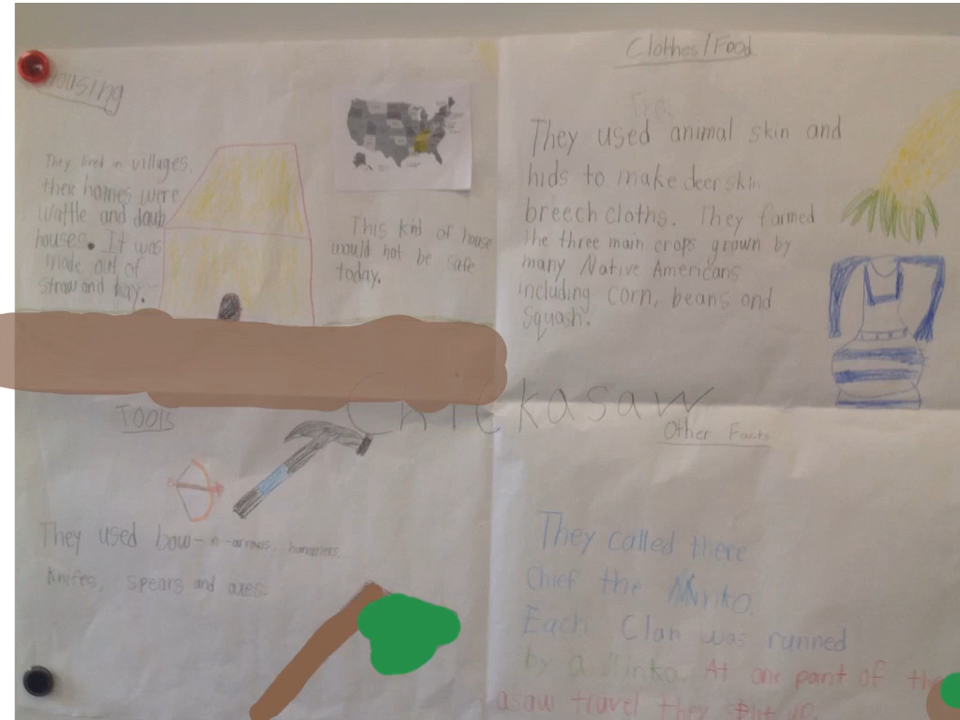 Housing
They lived in villages,
their homes were
wattle and daub
houses. It was
made out of
straw and hay.
This kid of house
would not be safe
today.
Clothes/Food
They used animal skin and
hids to make deer skin
breech cloths. They farmed
the three main crops grown by
many Native Americans
including corn, beans and
Squash.
Chickasaw
Tools
They used bow-n-arrows, hammers,
Knifes, spears and axes
Other Facts
They called there
Chief the Minko.
Each Clan was runned
by a Minko. At one point of the
asaw travel they split up